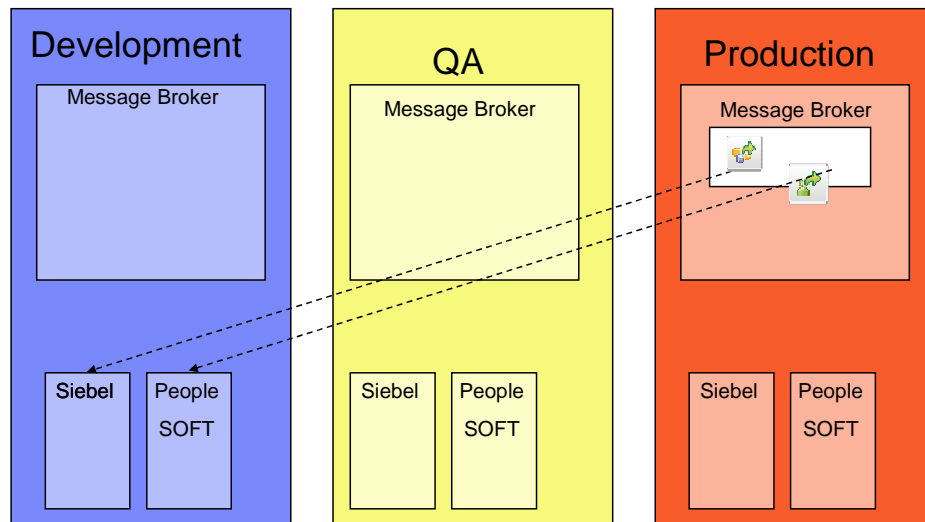 Development
Message Broker
Siebel
People
SOFT
QA
Message Broker
Siebel
People
SOFT
Production
Message Broker
Siebel
People
SOFT